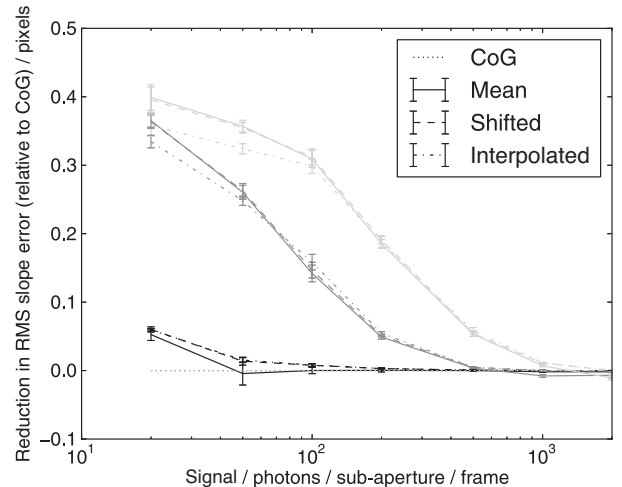 Reduction in RMS slope error (relative to CoG) / pixels
0.5
0.4
0.3
0.2
0.1
0.0
−0.1
10^1
10^2
10^3
Signal / photons / sub-aperture / frame
CoG
Mean
Shifted
Interpolated